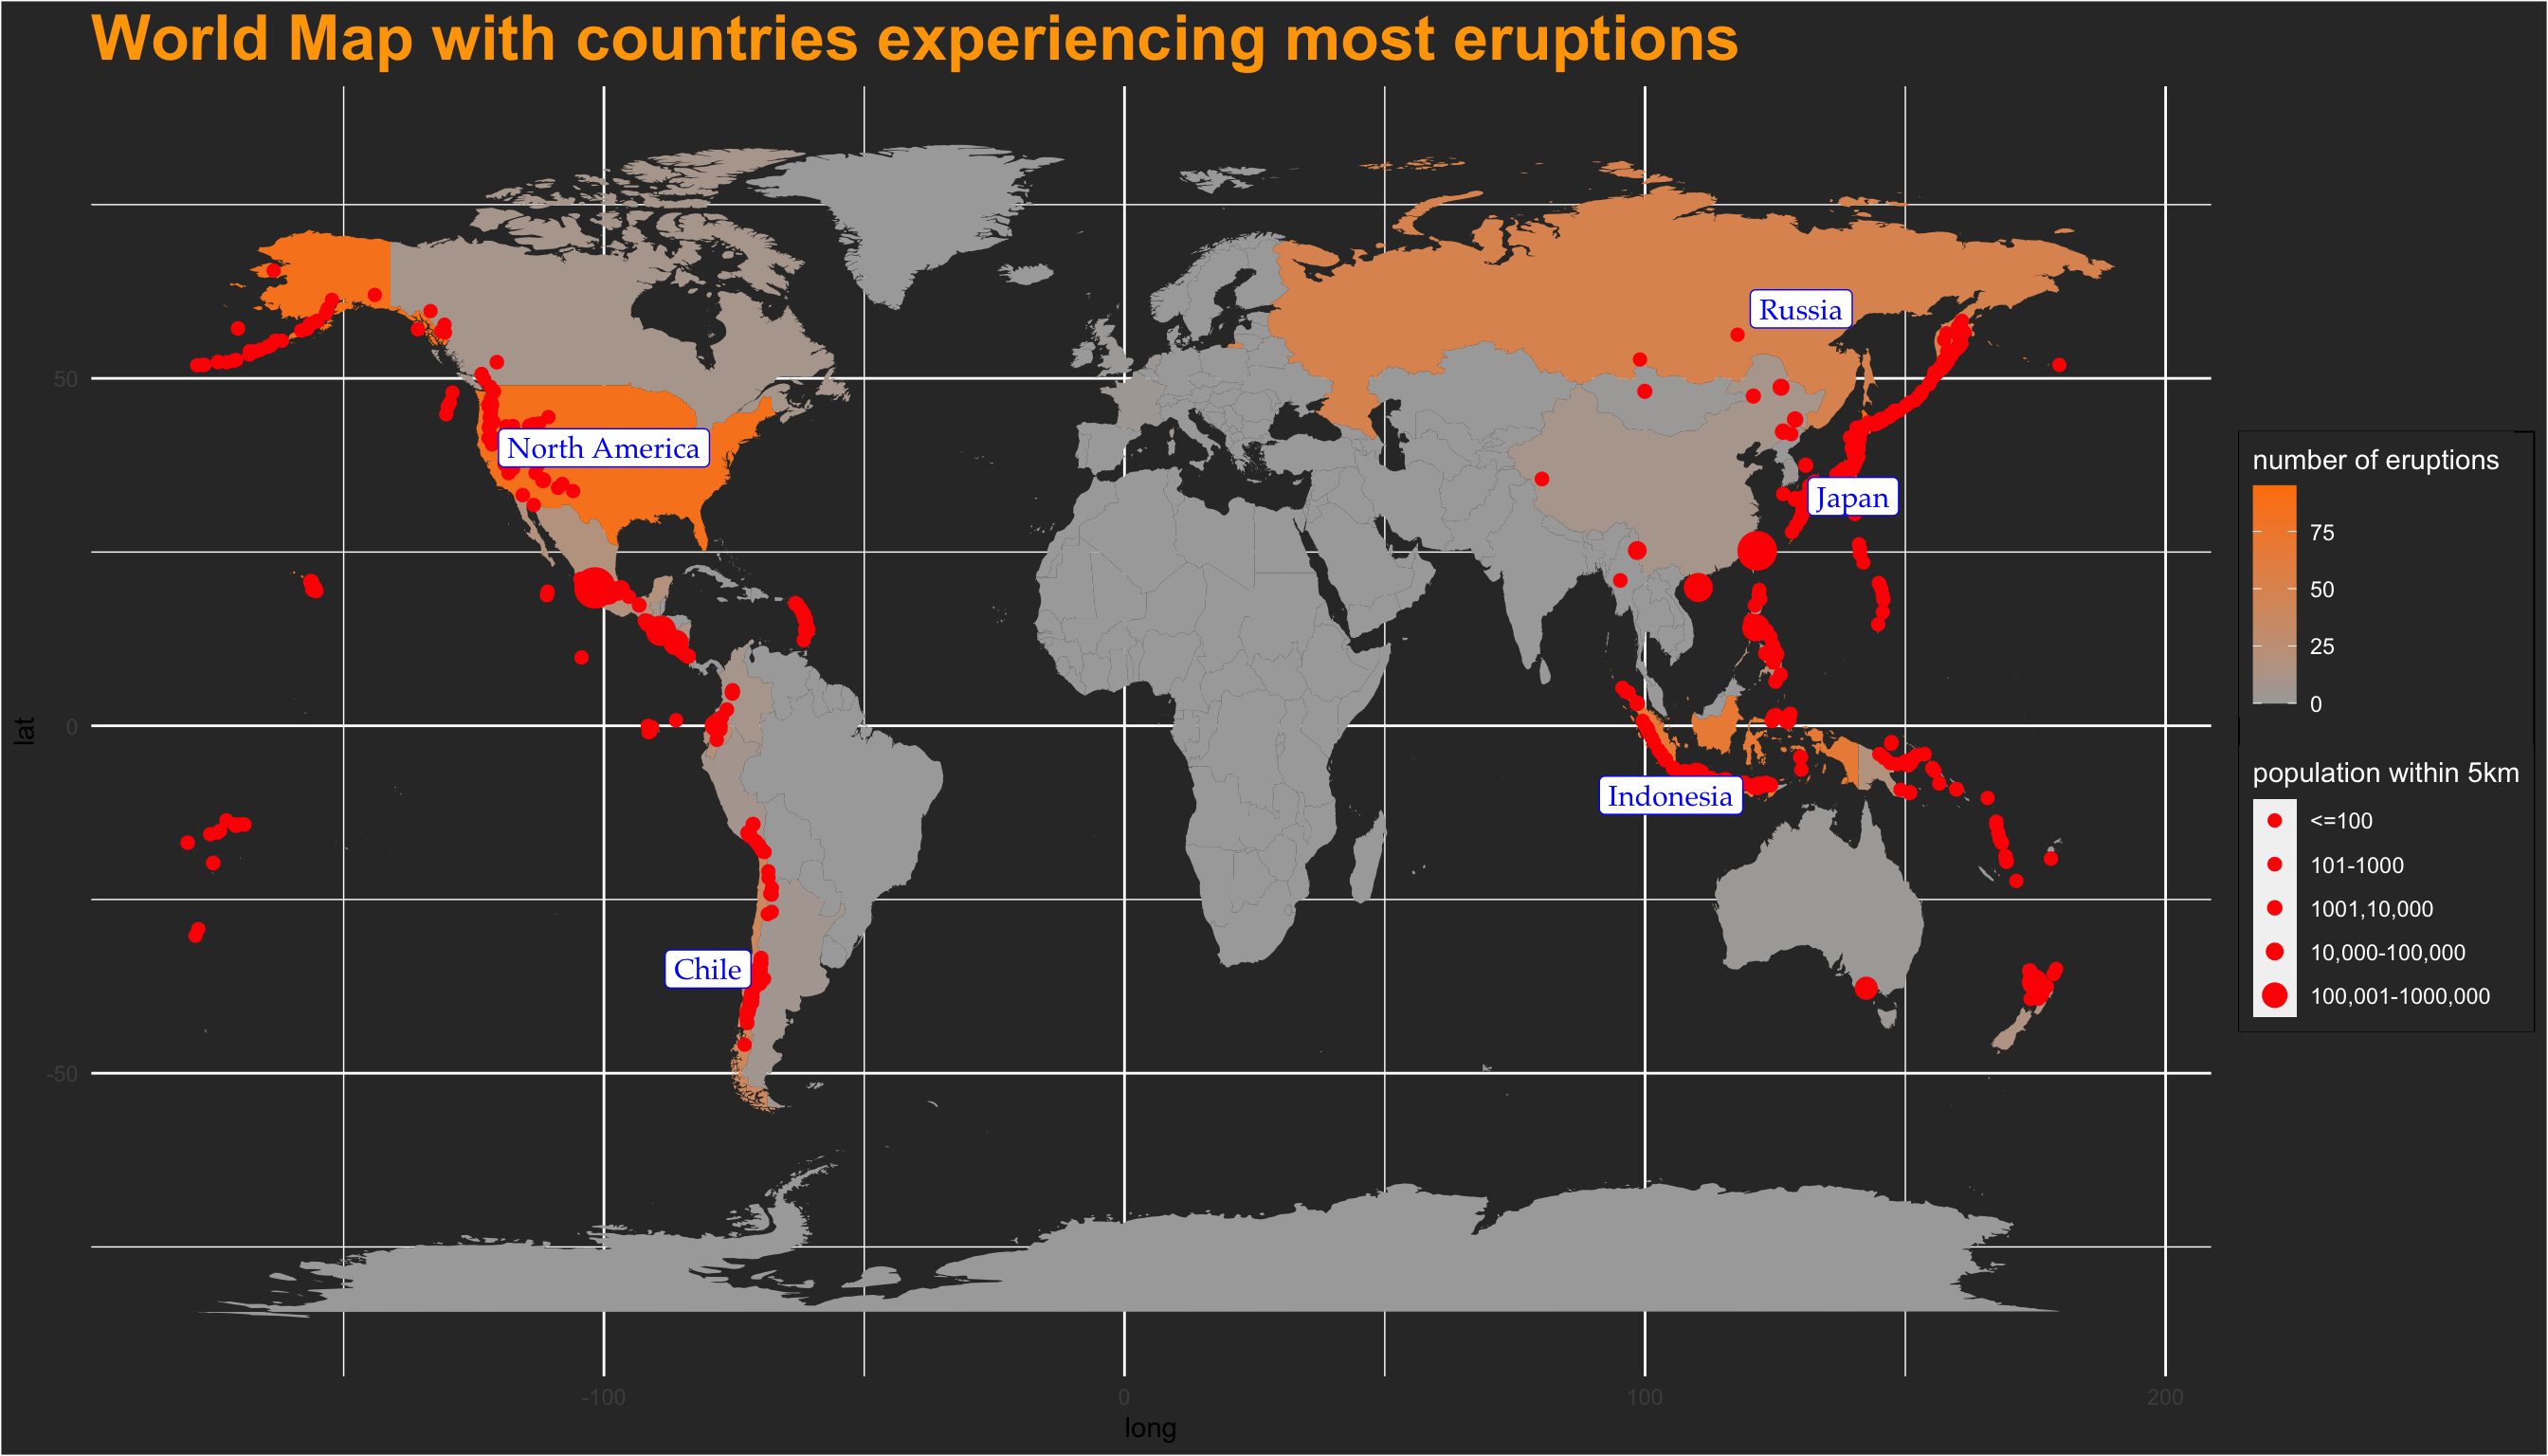 World Map with countries experiencing most eruptions
Russia
50
North America
number of eruptions
Japan
75
50
25
0
lat
0
population within 5km
Indonesia
<=100
101-1000
1001,10,000
Chile
10,000-100,000
100,001-1000,000
-50
-100
0
100
200
long